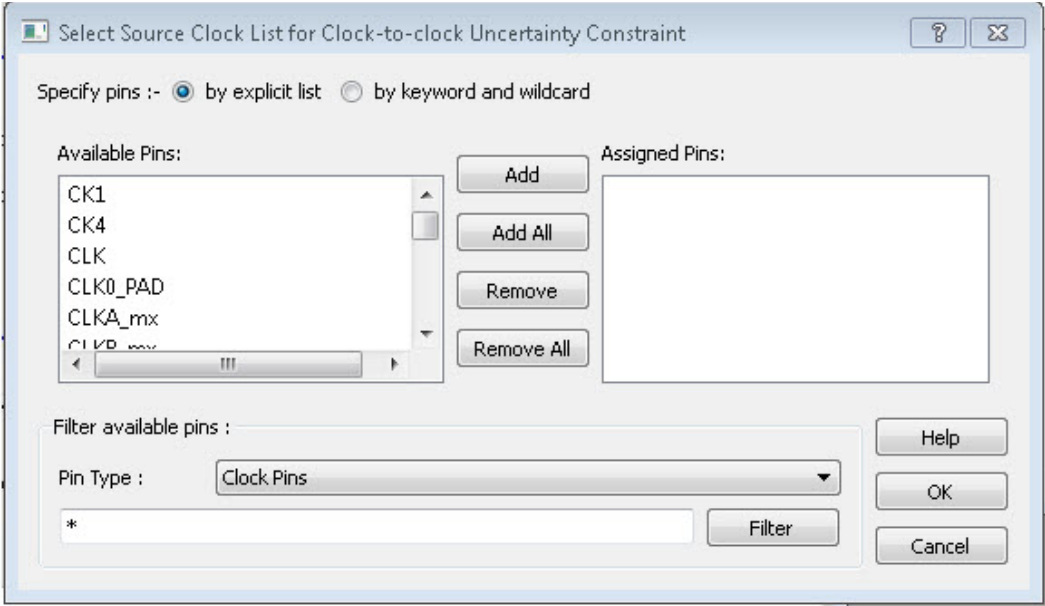 Select Source Clock List for Clock-to-clock Uncertainty Constraint
Specify pins :- by explicit list by keyword and wildcard
Available Pins:
Assigned Pins:
CK1
CK4
CLK
CLK0_PAD
CLKA_mx
CLKB_mx
Add
Add All
Remove
Remove All
Filter available pins :
Pin Type : Clock Pins
*
Filter
Help
OK
Cancel